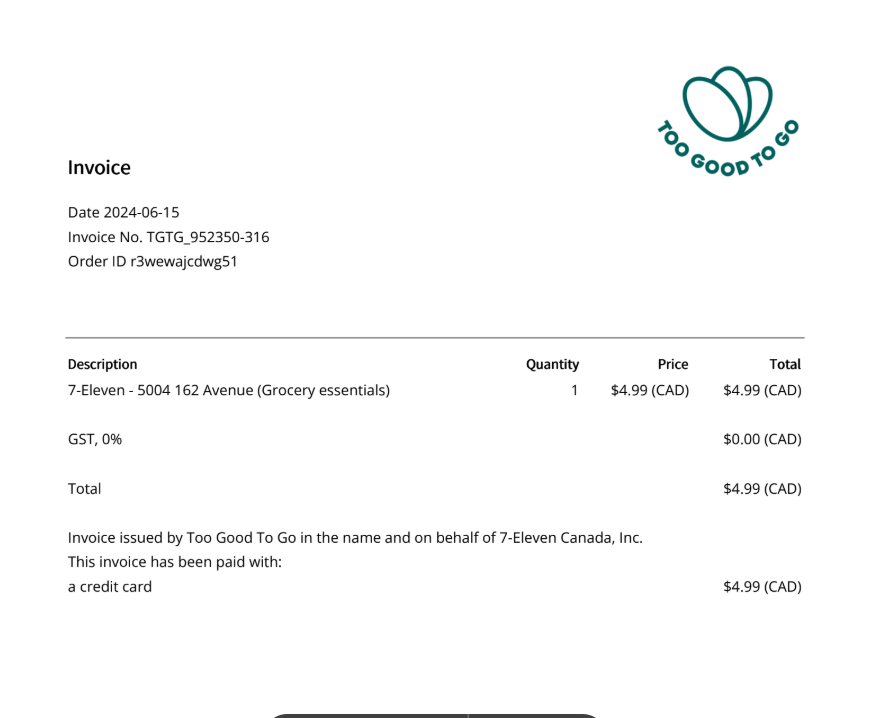 TOO GOOD TO GO
Invoice
Date 2024-06-15
Invoice No. TGTG_952350-316
Order ID r3wewajcdwg51
Description Quantity Price Total
7-Eleven - 5004 162 Avenue (Grocery essentials) 1 $4.99 (CAD) $4.99 (CAD)
GST, 0% $0.00 (CAD)
Total $4.99 (CAD)
Invoice issued by Too Good To Go in the name and on behalf of 7-Eleven Canada, Inc.
This invoice has been paid with:
a credit card $4.99 (CAD)